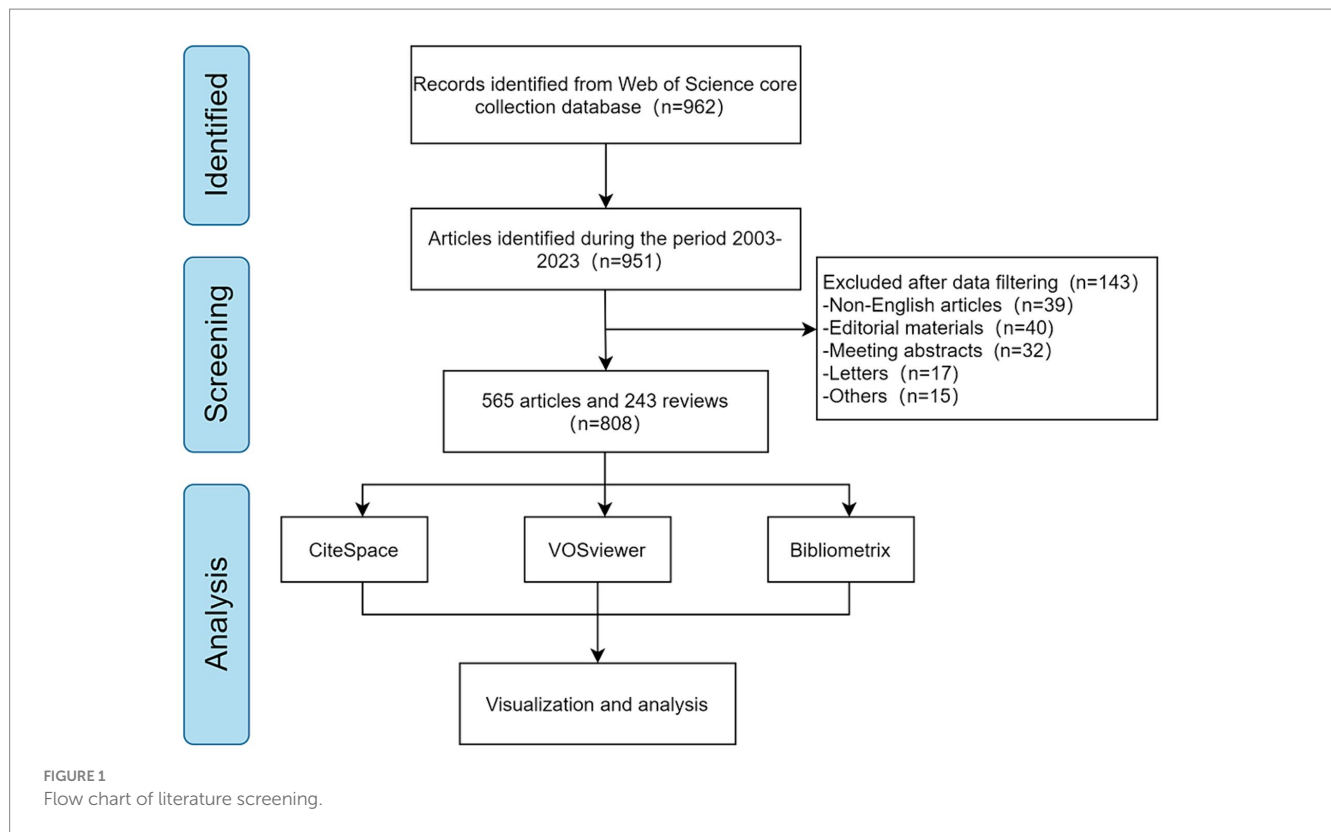 Identified
Records identified from Web of Science core
collection database（n=962）
Articles identified during the period 2003-
2023（n=951）
Screening
Excluded after data filtering（n=143）
-Non-English articles（n=39）
-Editorial materials（n=40）
-Meeting abstracts（n=32）
-Letters（n=17）
-Others（n=15）
565 articles and 243 reviews
（n=808）
Analysis
CiteSpace
VOSviewer
Bibliometrix
Visualization and analysis
FIGURE 1
Flow chart of literature screening.